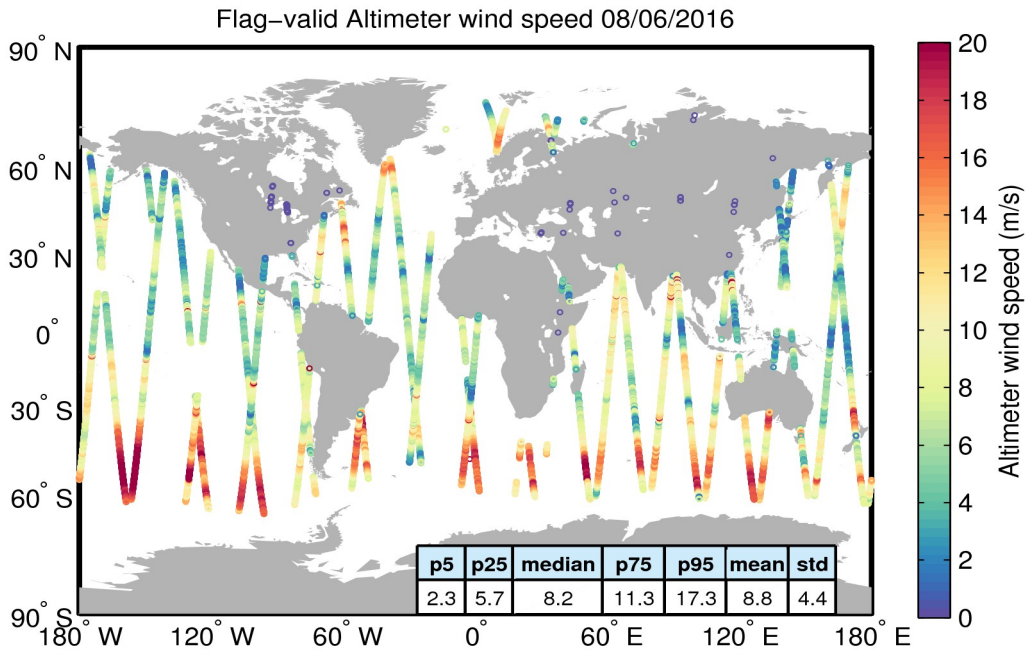 Flag−valid Altimeter wind speed 08/06/2016
90° N
60° N
30° N
0°
30° S
60° S
90° S
180° W
120° W
60° W
0°
60° E
120° E
180° E
p5 p25 median p75 p95 mean std
2.3 5.7 8.2 11.3 17.3 8.8 4.4
20
18
16
14
12
10
8
6
4
2
0
Altimeter wind speed (m/s)